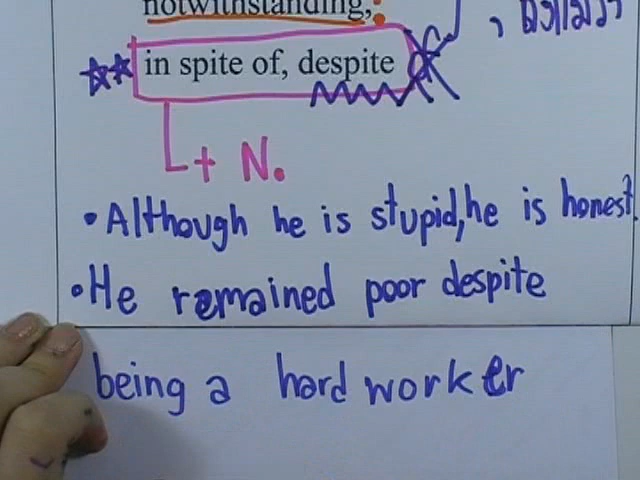 notwithstanding,
in spite of, despite
+ N.
• Although he is stupid, he is honest.
• He remained poor despite
being a hard worker